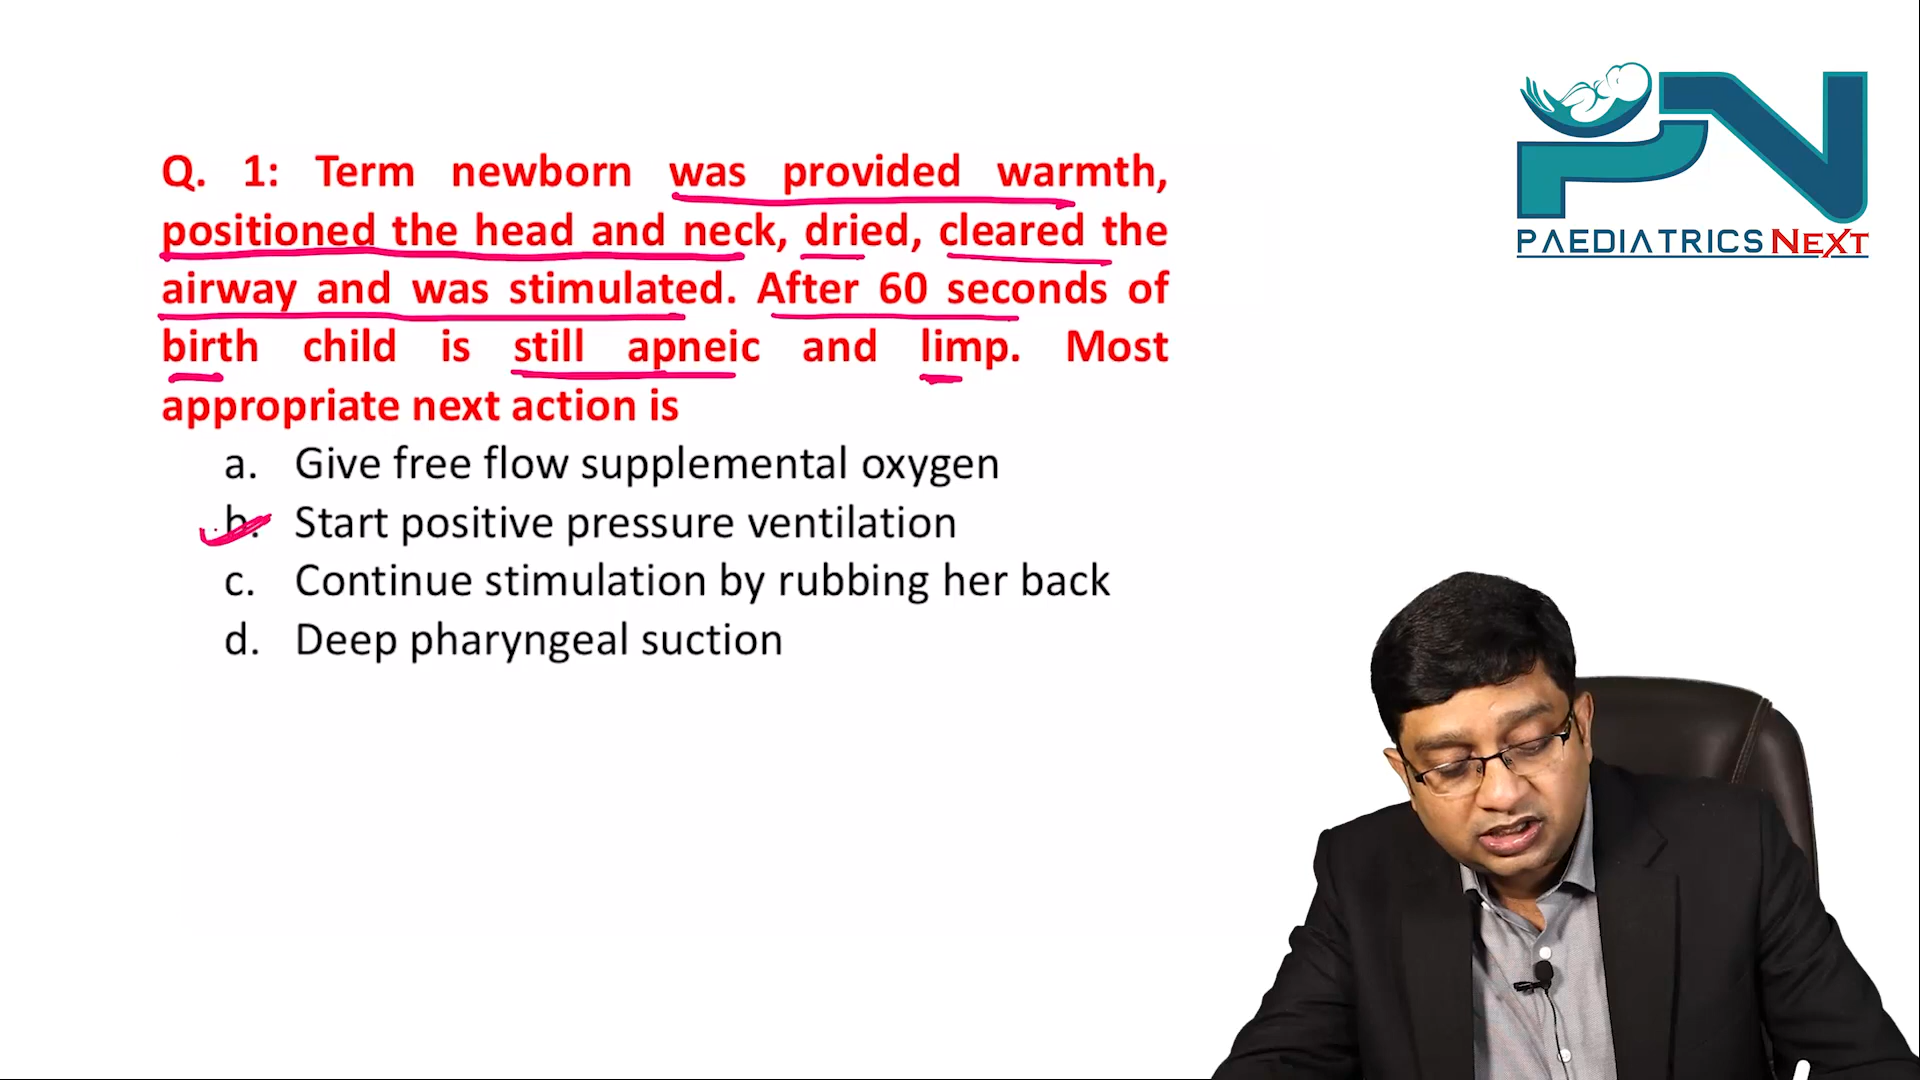 PAEDIATRICS NEXT
Q. 1: Term newborn was provided warmth,
positioned the head and neck, dried, cleared the
airway and was stimulated. After 60 seconds of
birth child is still apneic and limp. Most
appropriate next action is
a. Give free flow supplemental oxygen
b. Start positive pressure ventilation
c. Continue stimulation by rubbing her back
d. Deep pharyngeal suction